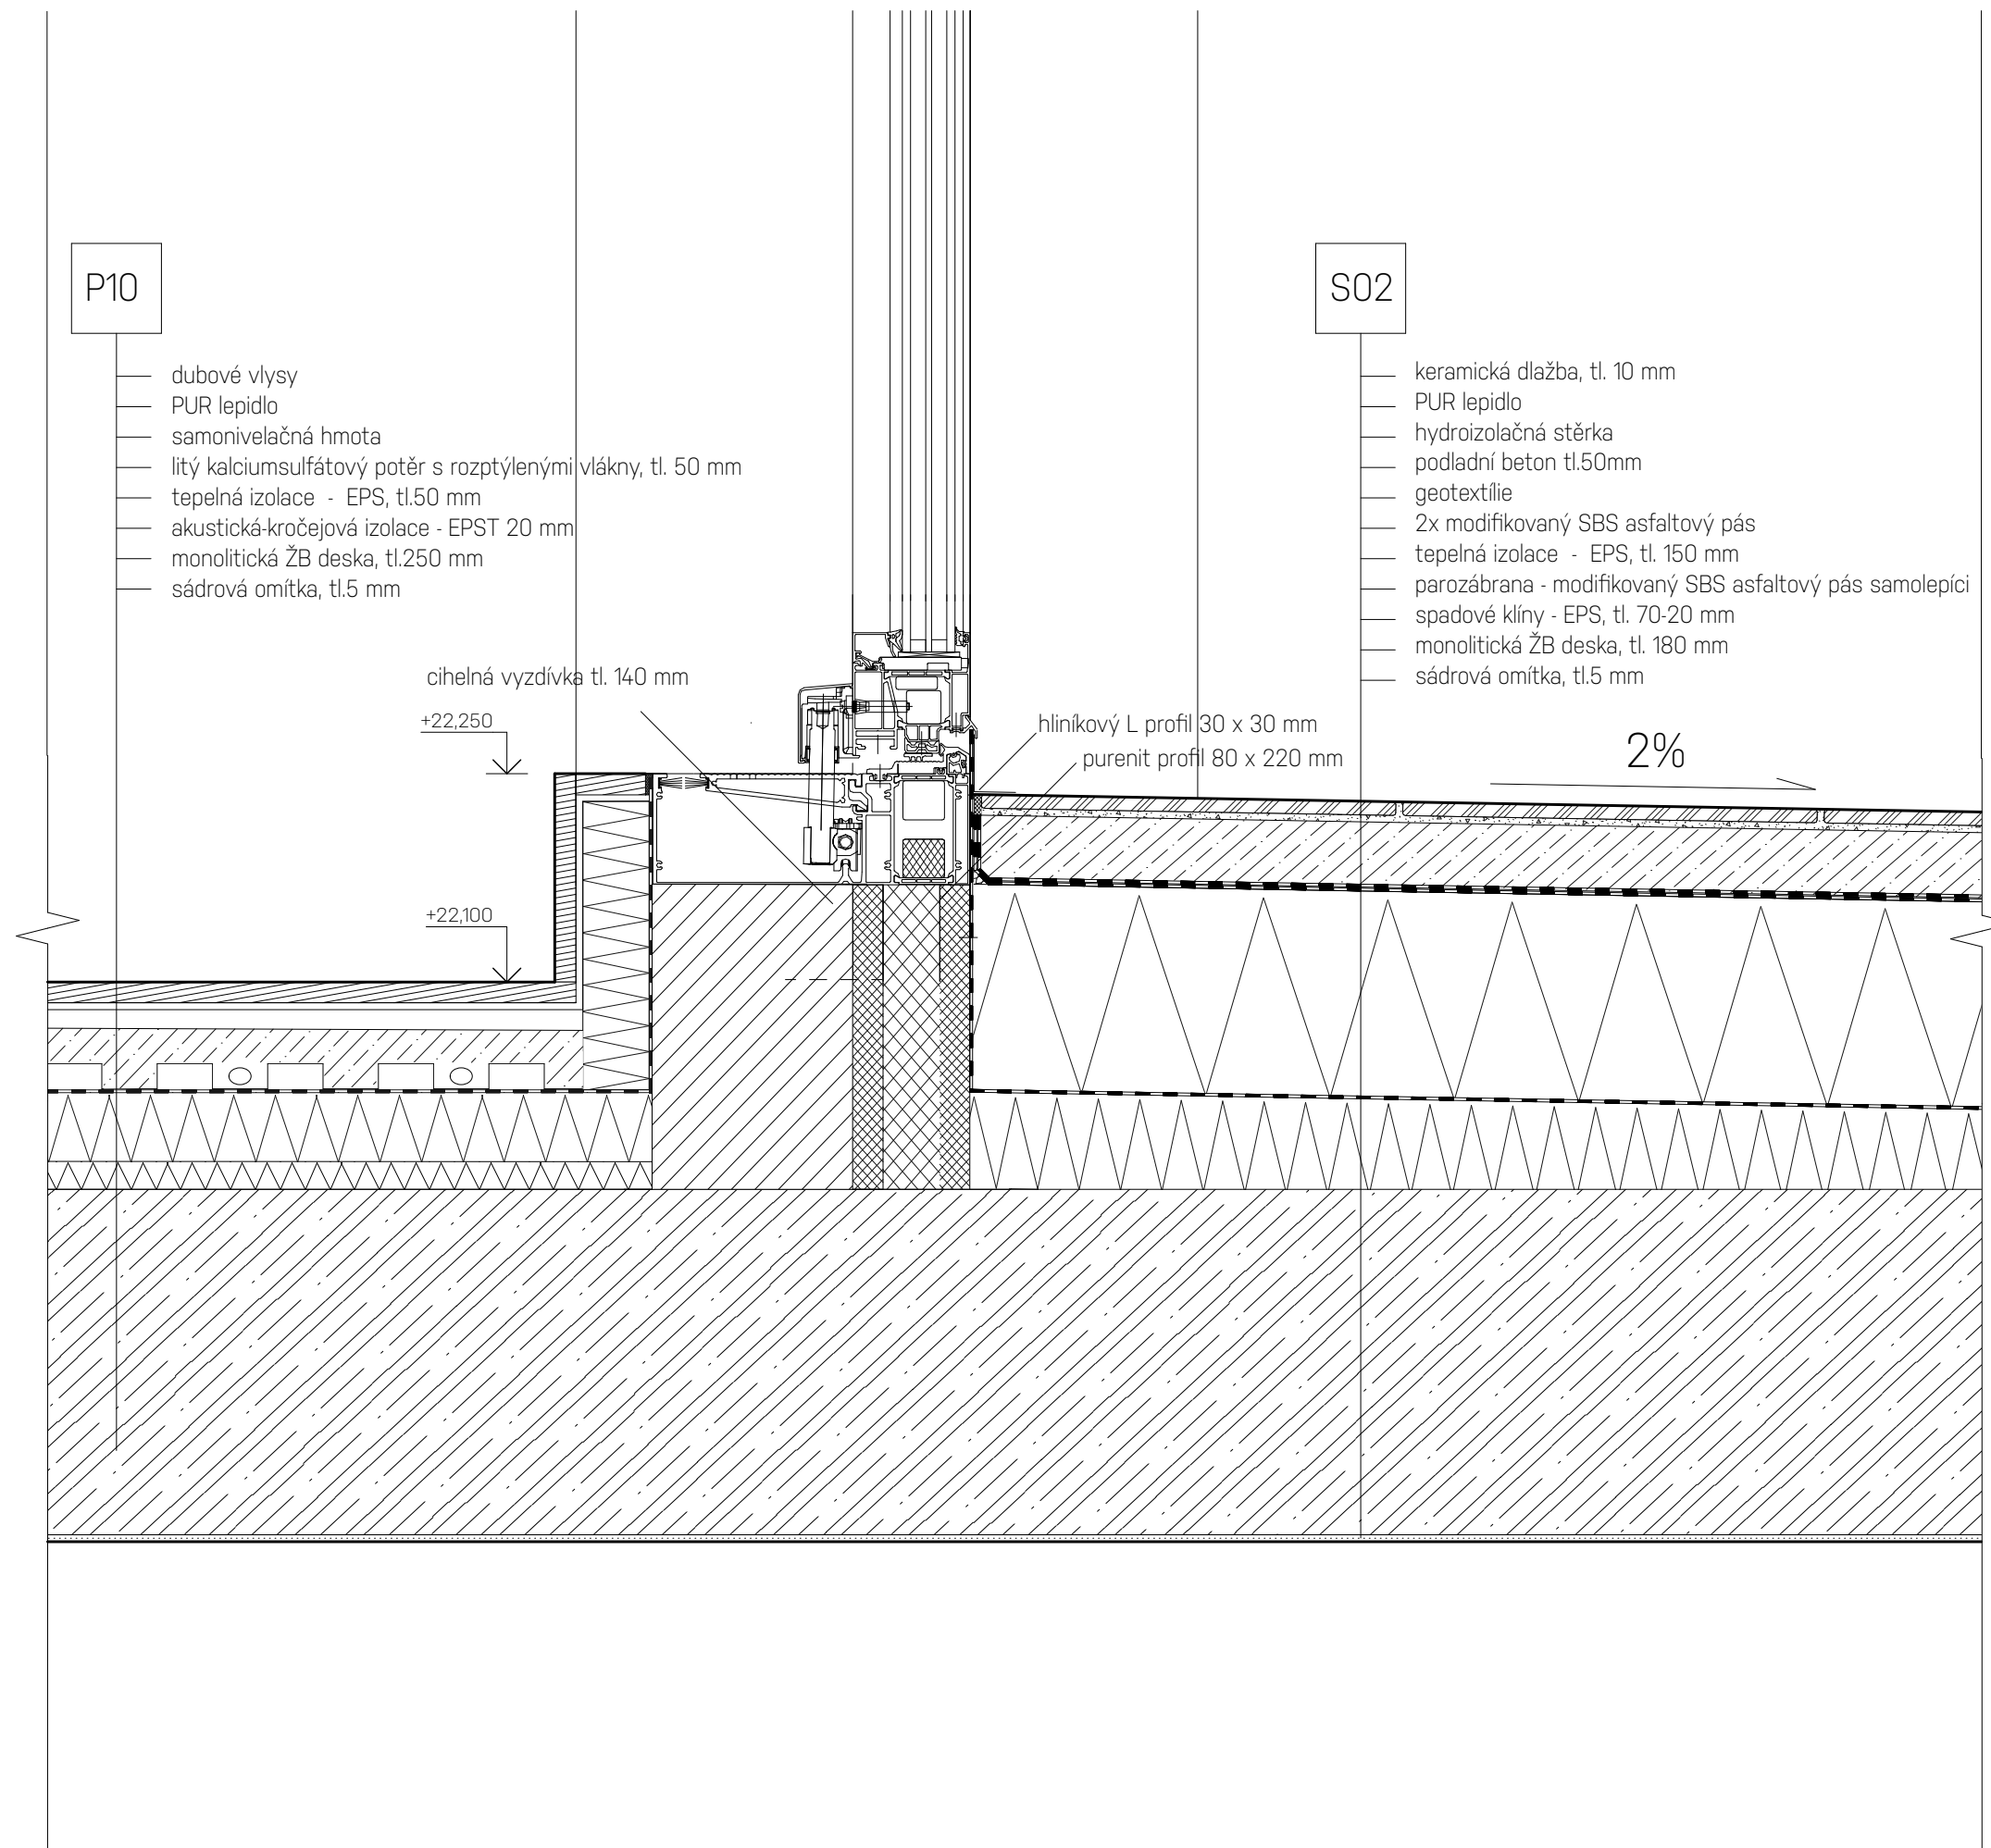 P10
dubové vlysy
PUR lepidlo
samonivelačná hmota
litý kalciumsulfátový potěr s rozptýlenými vlákny, tl. 50 mm
tepelná izolace - EPS, tl.50 mm
akustická-kročejová izolace - EPST 20 mm
monolitická ŽB deska, tl.250 mm
sádrová omítka, tl.5 mm
S02
keramická dlažba, tl. 10 mm
PUR lepidlo
hydroizolačná stěrka
podladní beton tl.50mm
geotextílie
2x modifikovaný SBS asfaltový pás
tepelná izolace - EPS, tl. 150 mm
parozábrana - modifikovaný SBS asfaltový pás samolepíci
spadové klíny - EPS, tl. 70-20 mm
monolitická ŽB deska, tl. 180 mm
sádrová omítka, tl.5 mm
cihelná vyzdívka tl. 140 mm
+22,250
hliníkový L profil 30 x 30 mm
purenit profil 80 x 220 mm
2%
+22,100